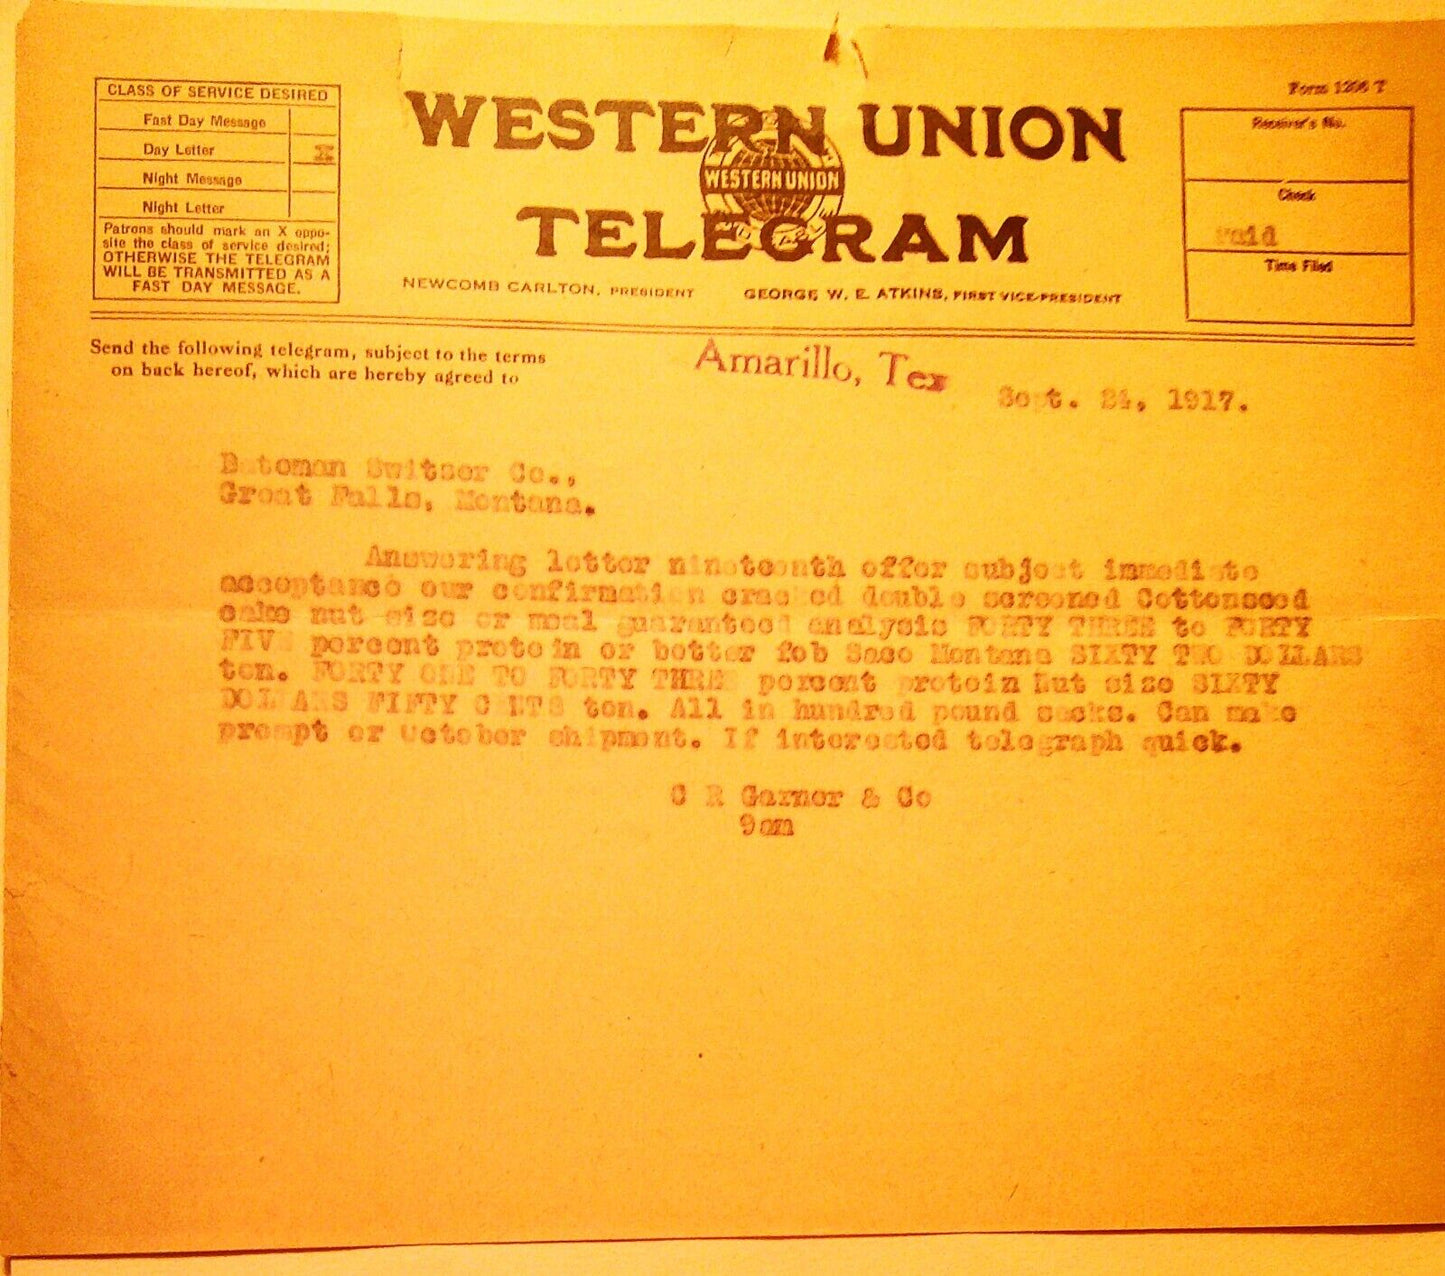 CLASS OF SERVICE DESIRED
Fast Day Message
Day Letter X
Night Message
Night Letter
Patrons should mark an X oppo-
site the class of service desired;
OTHERWISE THE TELEGRAM
WILL BE TRANSMITTED AS A
FAST DAY MESSAGE.
WESTERN UNION
WESTERN UNION
TELEGRAM
NEWCOMB CARLTON, PRESIDENT GEORGE W. E. ATKINS, FIRST VICE-PRESIDENT
Form 1206 T
Receiver's No.
Check
Paid
Time Filed
Send the following telegram, subject to the terms
on back hereof, which are hereby agreed to
Amarillo, Tex
Sept. 24, 1917.
Bateman Switzer Co.,
Great Falls, Montana.
Answering letter nineteenth offer subject immediate
acceptance our confirmation cracked double screened Cottonseed
cake nut size or meal guaranteed analysis FORTY THREE to FORTY
FIVE percent protein or better fob Saco Montana SIXTY TWO DOLLARS
ton. FORTY ONE TO FORTY THREE percent protein Nut size SIXTY
DOLLARS FIFTY CENTS ton. All in hundred pound sacks. Can make
prompt or October shipment. If interested telegraph quick.
C R Garner & Co
9am